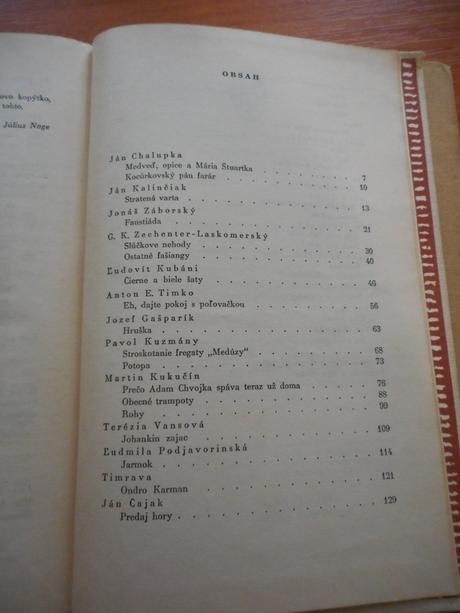 ovo kopýtko,
tohto.
Július Noge
OBSAH
Ján Chalupka
Medveď, opice a Mária Stuartka . . . . . . . . 7
Kocúrkovský pán farár . . . . . . . . . . 10
Ján Kalinčiak
Stratená varta . . . . . . . . . . . . 13
Jonáš Záborský
Faustiáda . . . . . . . . . . . . . 21
G. K. Zechenter-Laskomerský
Slúčkove nehody . . . . . . . . . . . 30
Ostatné fašiangy . . . . . . . . . . . 40
Ľudovít Kubáni
Čierne a biele šaty . . . . . . . . . . 46
Anton E. Timko
Eh, dajte pokoj s poľovačkou . . . . . . . . 56
Jozef Gašparík
Hruška . . . . . . . . . . . . . . 63
Pavol Kuzmány
Stroskotanie fregaty „Medúzy“ . . . . . . . . 68
Potopa . . . . . . . . . . . . . . 73
Martin Kukučín
Prečo Adam Chvojka spáva teraz už doma . . . . . 76
Obecné trampoty . . . . . . . . . . . 88
Rohy . . . . . . . . . . . . . . 99
Terézia Vansová
Johankin zajac . . . . . . . . . . . . 109
Ľudmila Podjavorinská
Jarmok . . . . . . . . . . . . . . 114
Timrava
Ondro Karman . . . . . . . . . . . . 121
Ján Čajak
Predaj hory . . . . . . . . . . . . . 129